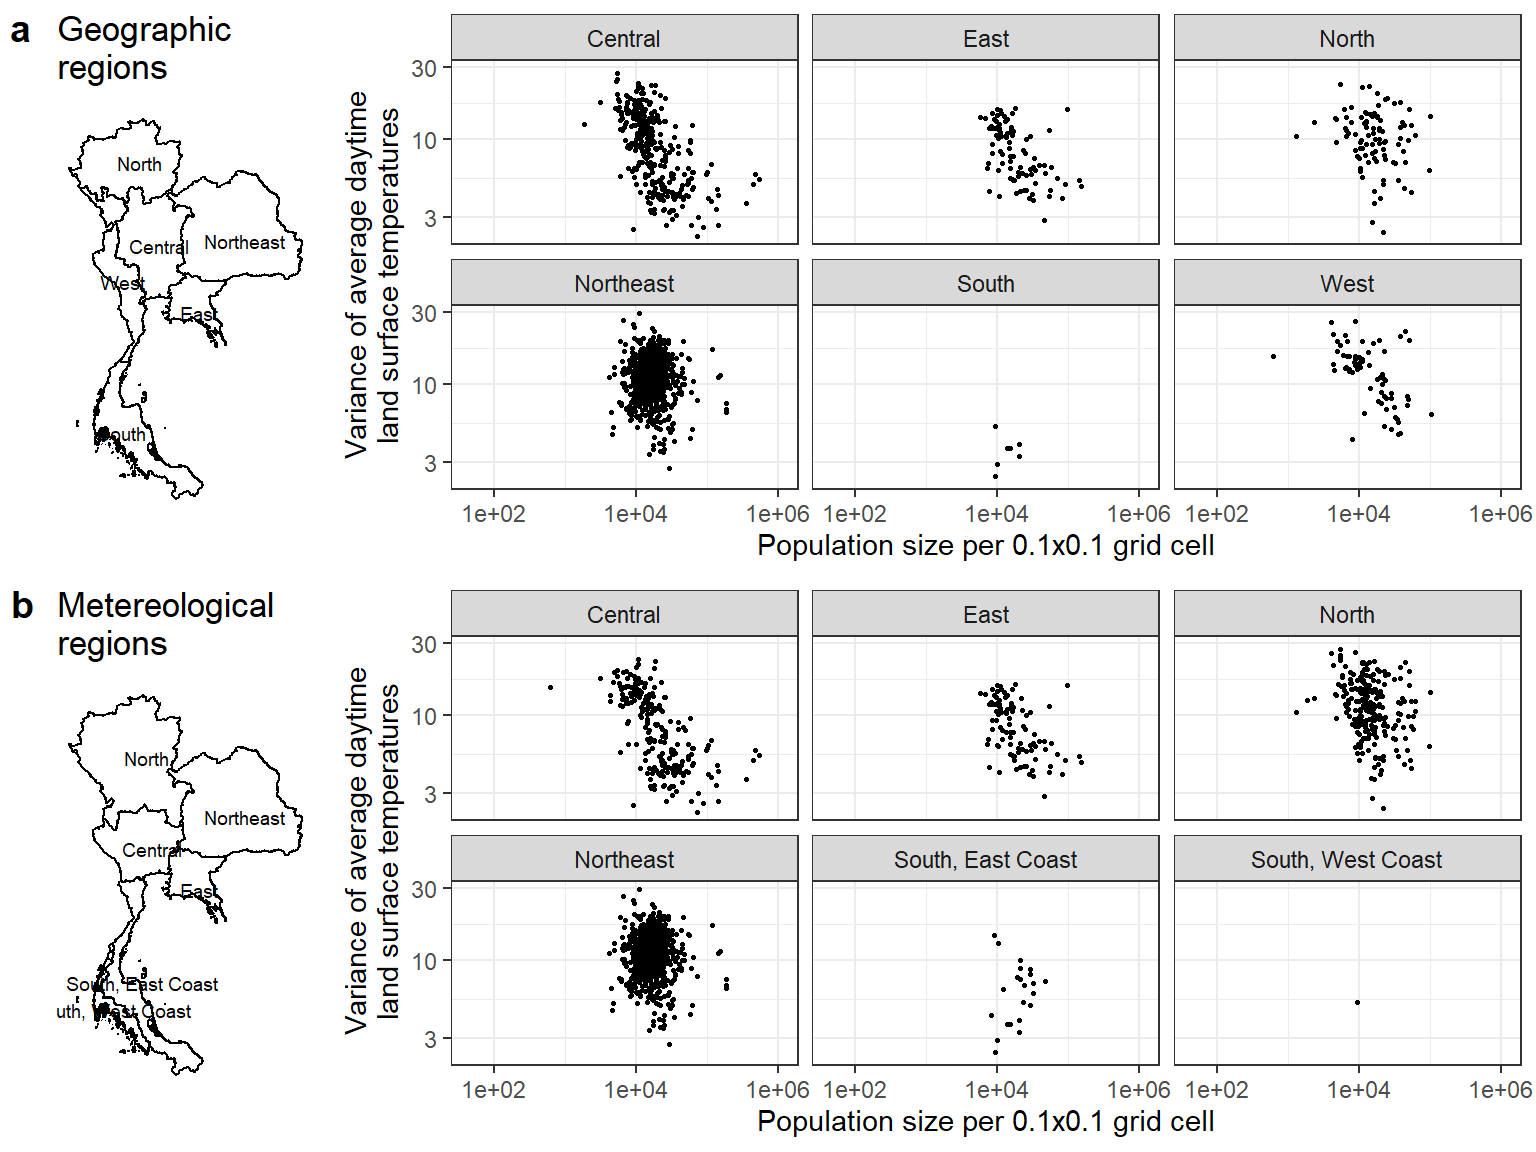 a Geographic
regions
North
Central
Northeast
West
East
outh
Variance of average daytime
land surface temperatures
Central
East
North
30
10
3
Northeast
South
West
30
10
3
1e+02
1e+04
1e+06
1e+02
1e+04
1e+06
1e+02
1e+04
1e+06
Population size per 0.1x0.1 grid cell
b Metereological
regions
North
Northeast
Central
East
South, East Coast
uth, West Coast
Variance of average daytime
land surface temperatures
Central
East
North
30
10
3
Northeast
South, East Coast
South, West Coast
30
10
3
1e+02
1e+04
1e+06
1e+02
1e+04
1e+06
1e+02
1e+04
1e+06
Population size per 0.1x0.1 grid cell